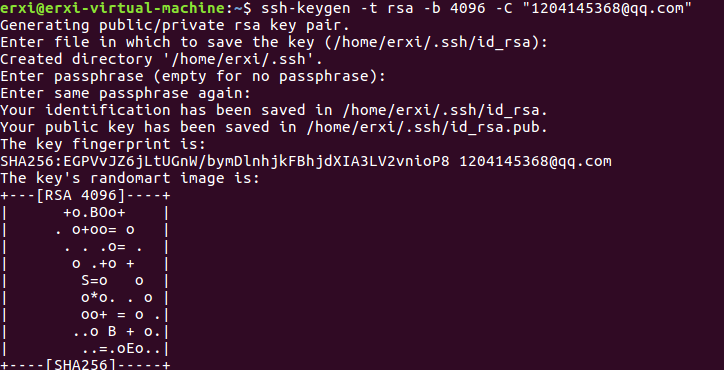 erxi@erxi-virtual-machine:~$ ssh-keygen -t rsa -b 4096 -C "1204145368@qq.com"
Generating public/private rsa key pair.
Enter file in which to save the key (/home/erxi/.ssh/id_rsa):
Created directory '/home/erxi/.ssh'.
Enter passphrase (empty for no passphrase):
Enter same passphrase again:
Your identification has been saved in /home/erxi/.ssh/id_rsa.
Your public key has been saved in /home/erxi/.ssh/id_rsa.pub.
The key fingerprint is:
SHA256:EGPVvJZ6jLtUGnW/bymDlnhjkFBhjdXIA3LV2vnioP8 1204145368@qq.com
The key's randomart image is:
+---[RSA 4096]----+
|      +o.BOo+    |
|     . o+oo= o   |
|      . . .o= .  |
|       o .+o +   |
|        S=o   o  |
|        o*o. . o |
|        oo+ = o .|
|       ..o B + o.|
|        ..=.oEo..|
+----[SHA256]-----+